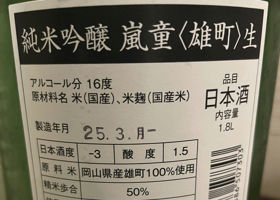 純米吟醸 嵐童〈雄町〉生
アルコール分 16度
原材料名 米(国産)、米麹(国産米)
製造年月 25.3.月-
品目
日本酒
内容量
1.8L
日本酒度 -3 酸度 1.5
原料米 岡山県産雄町100%使用
精米歩合 50%